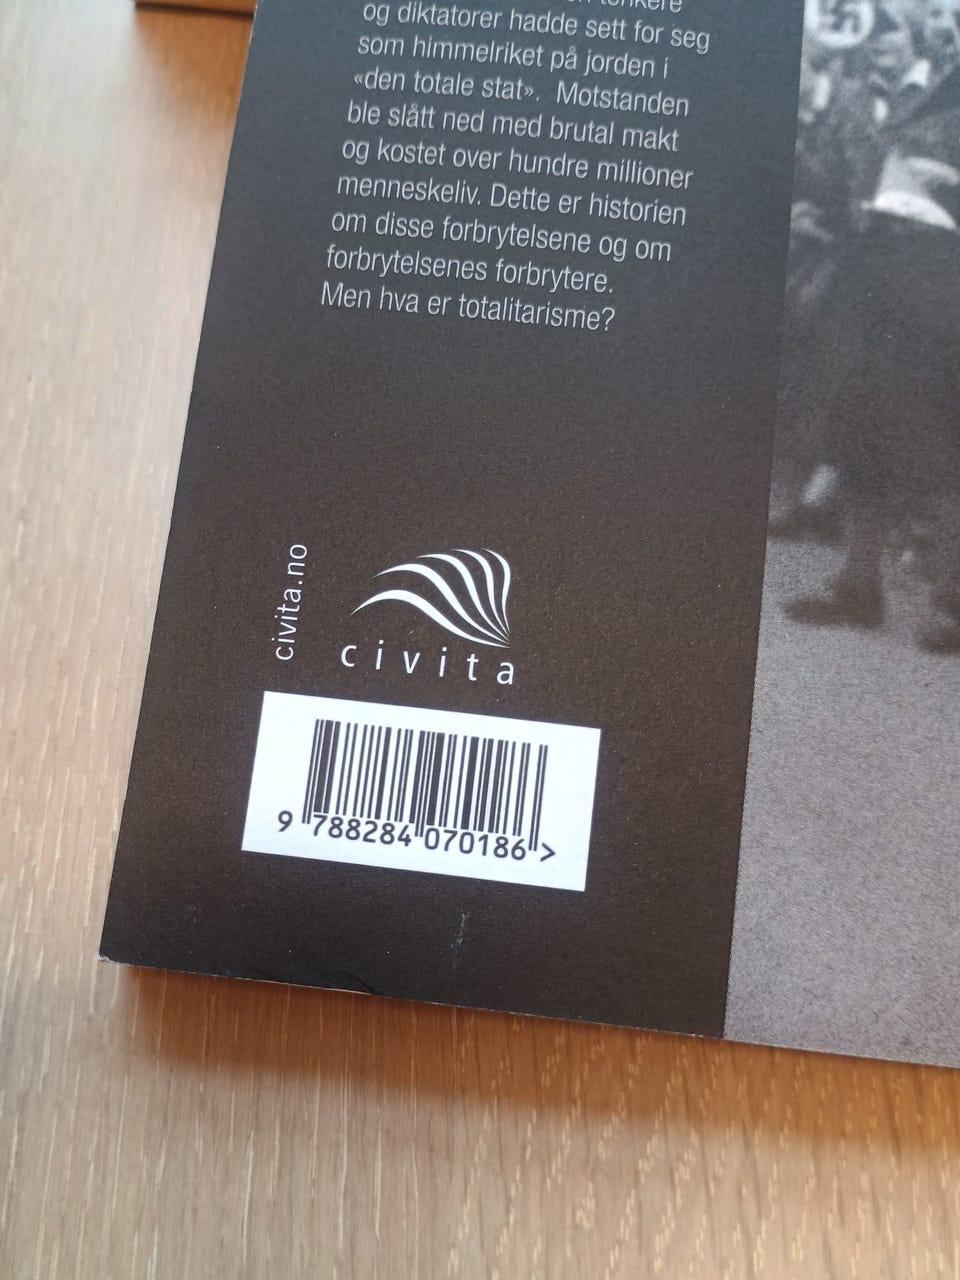 og diktatorer hadde sett for seg
som himmelriket på jorden i
«den totale stat». Motstanden
ble slått ned med brutal makt
og kostet over hundre millioner
menneskeliv. Dette er historien
om disse forbrytelsene og om
forbrytelsenes forbrytere.
Men hva er totalitarisme?
civita.no
civita
9 788284 070186 >